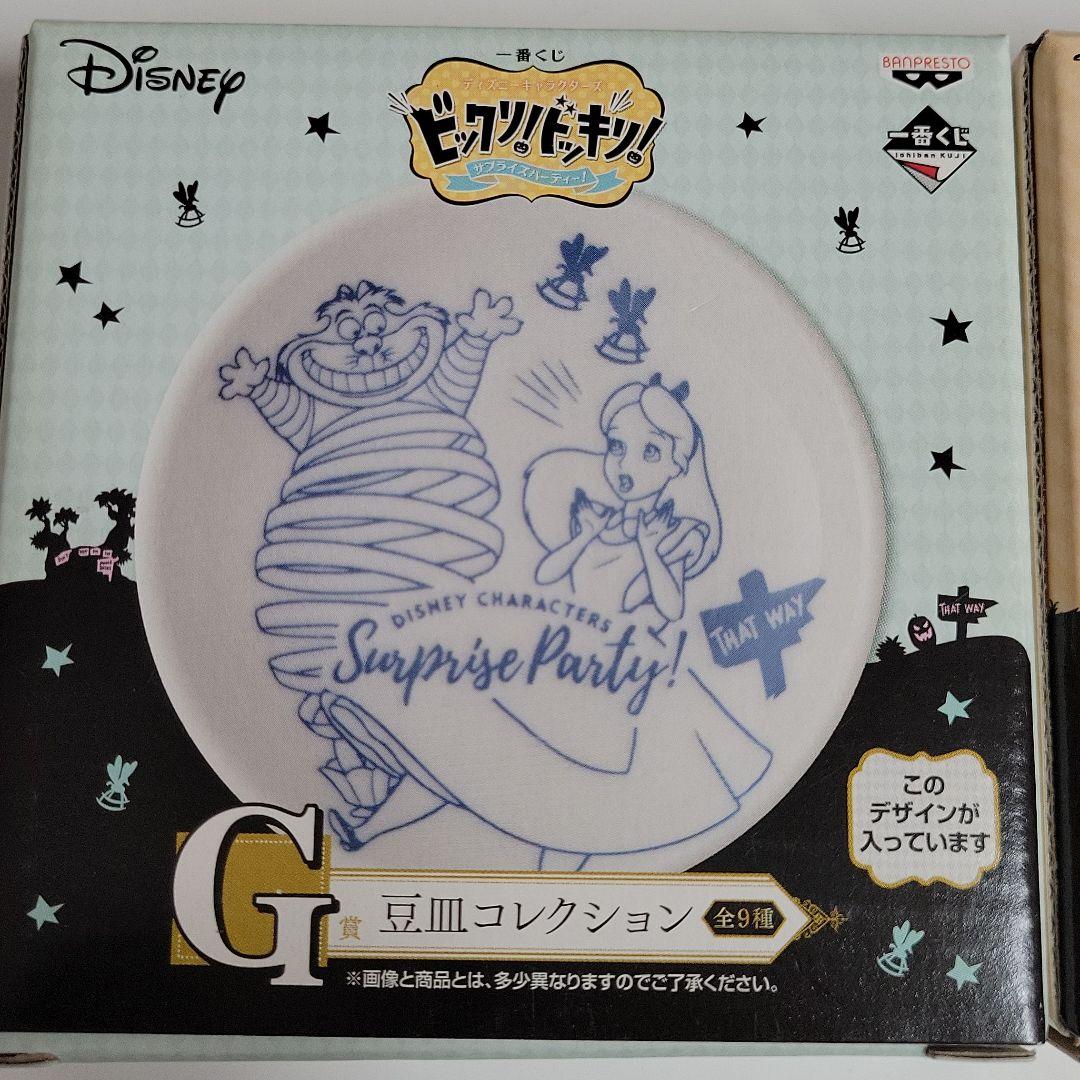 Disney
一番くじ
ディズニーキャラクターズ
ビックリ!ドッキリ!
サプライズパーティー!
BANPRESTO
一番くじ
Ichiban KUJI
DISNEY CHARACTERS
Surprise Party!
THAT WAY
THAT WAY
この
デザインが
入っています
G賞
豆皿コレクション
全9種
※画像と商品とは、多少異なりますのでご了承ください。